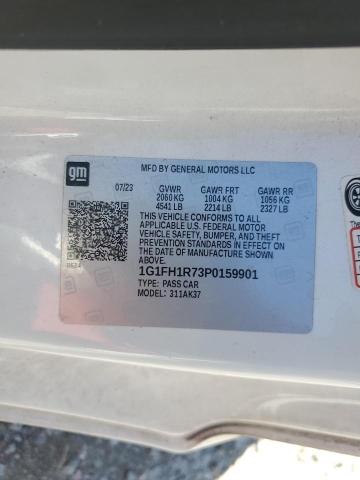 gm
MFD BY GENERAL MOTORS LLC
07/23 GVWR GAWR FRT GAWR RR
2060 KG 1004 KG 1056 KG
4541 LB 2214 LB 2327 LB
THIS VEHICLE CONFORMS TO ALL
APPLICABLE U.S. FEDERAL MOTOR
VEHICLE SAFETY, BUMPER, AND THEFT
PREVENTION STANDARDS IN EFFECT ON THE
DATE OF MANUFACTURE SHOWN ABOVE.
1G1FH1R73P0159901
TYPE: PASS CAR
MODEL: 311AK37